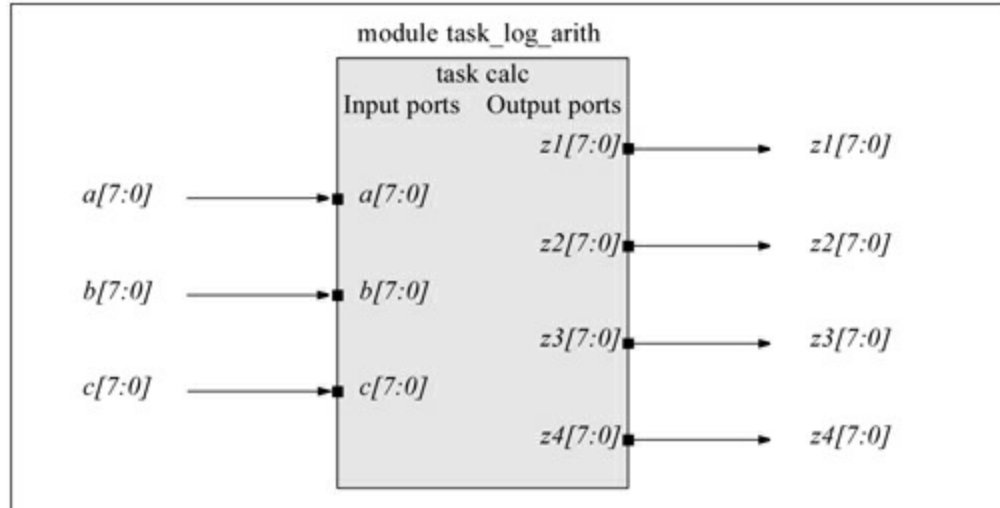 module task_log_arith
task calc
Input ports Output ports
z1[7:0] z1[7:0]
a[7:0] a[7:0]
z2[7:0] z2[7:0]
b[7:0] b[7:0]
z3[7:0] z3[7:0]
c[7:0] c[7:0]
z4[7:0] z4[7:0]